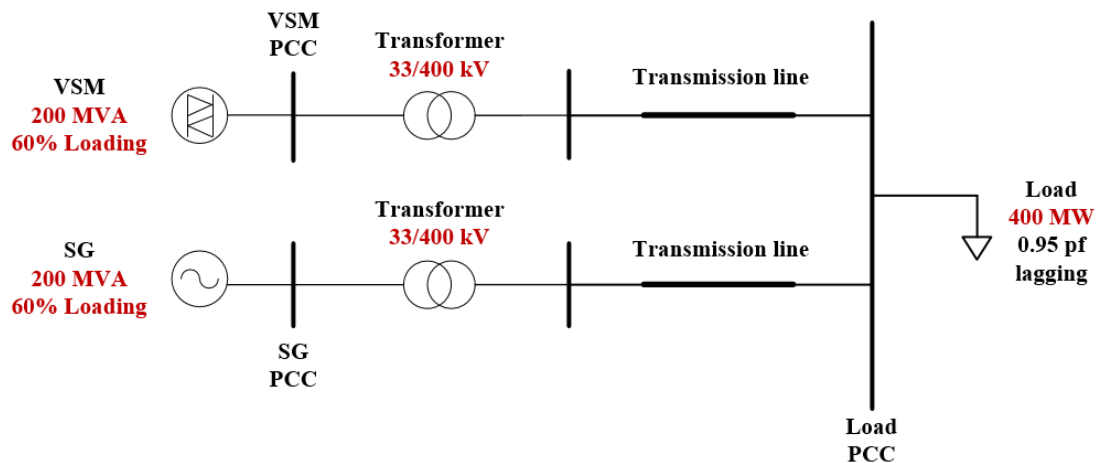 VSM
PCC
Transformer
33/400 kV
Transmission line
VSM
200 MVA
60% Loading
Transformer
33/400 kV
Transmission line
SG
200 MVA
60% Loading
SG
PCC
Load
400 MW
0.95 pf
lagging
Load
PCC